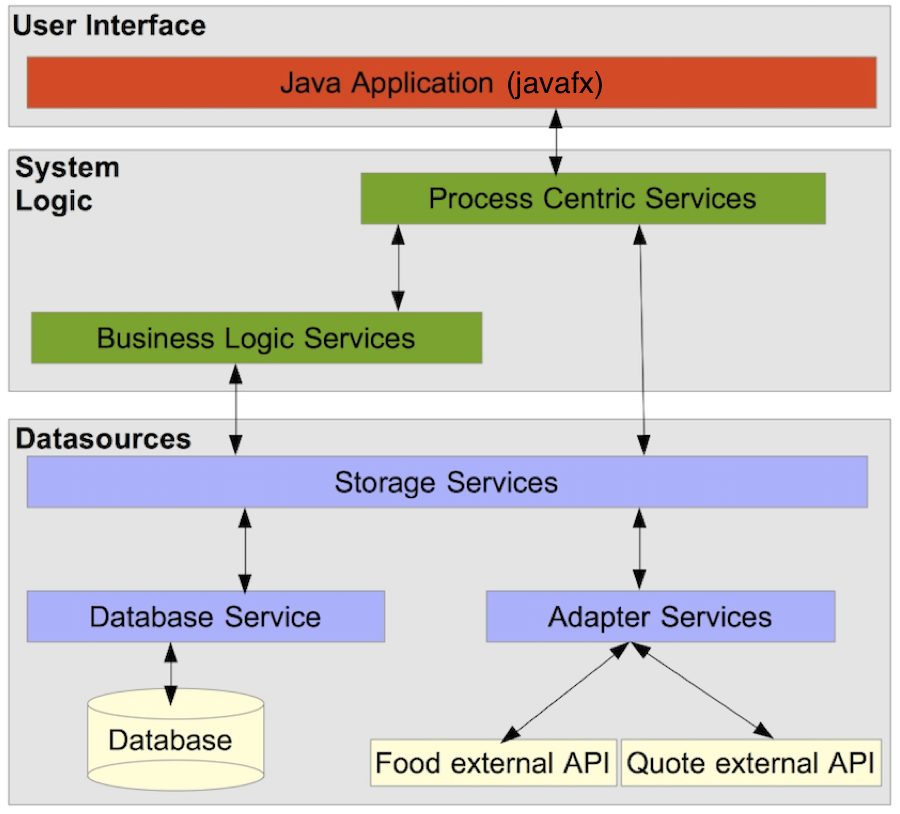 User Interface
Java Application (javafx)
System
Logic
Process Centric Services
Business Logic Services
Datasources
Storage Services
Database Service
Adapter Services
Database
Food external API
Quote external API